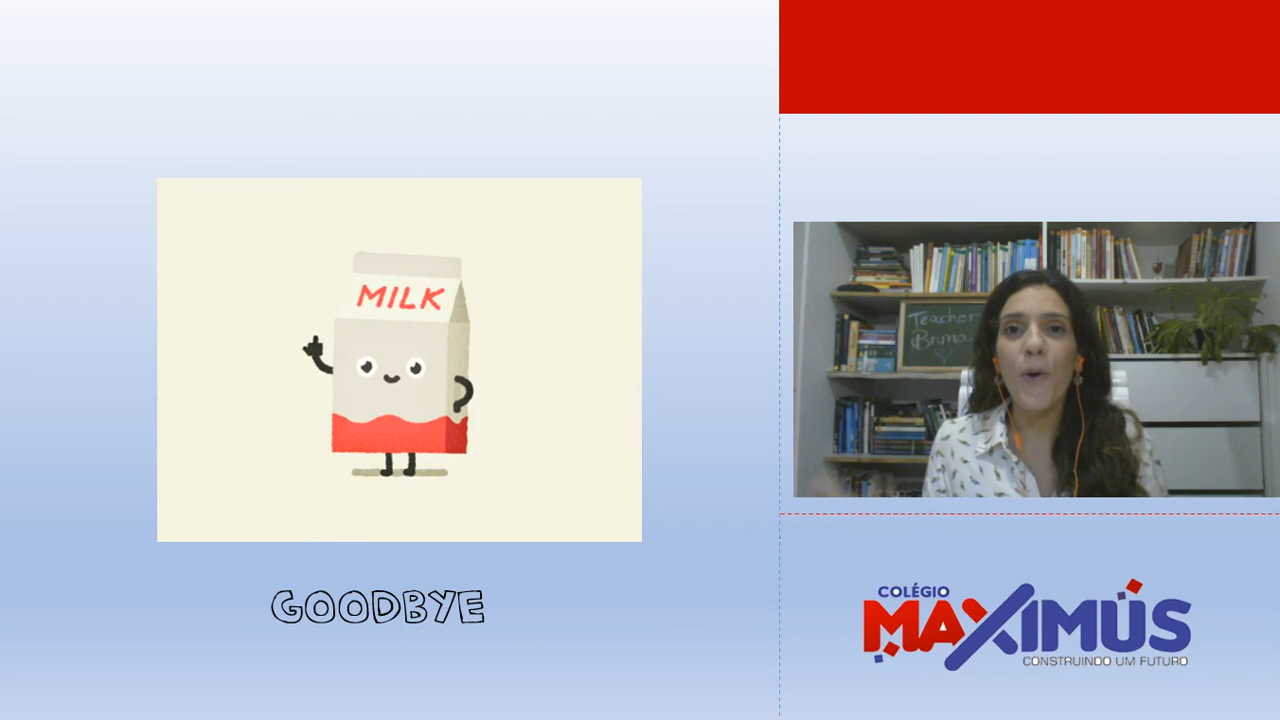 MILK
GOODBYE
Teacher
Bruna
COLÉGIO
MAXIMÚS
CONSTRUINDO UM FUTURO